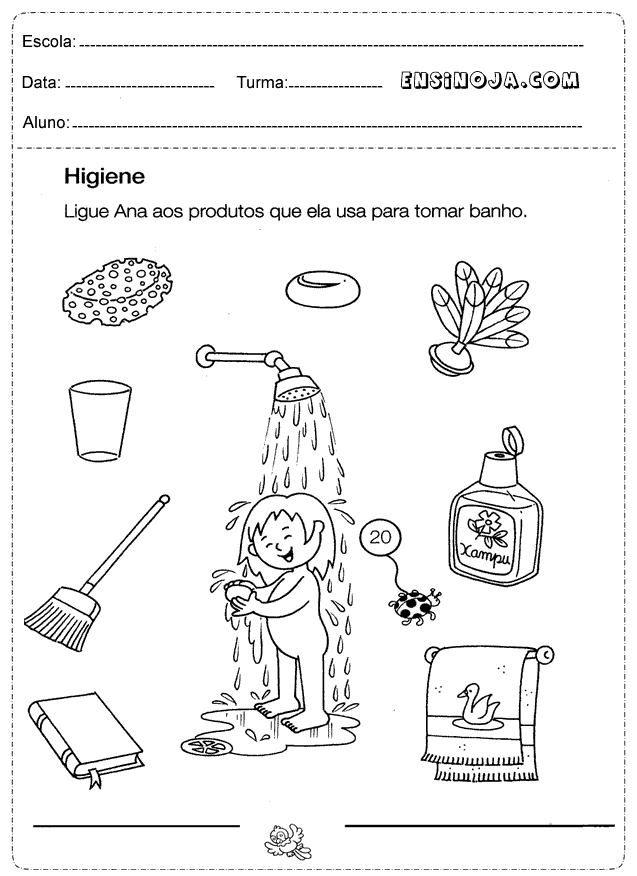 Escola:
Data: Turma: ENSINOJA.COM
Aluno:
Higiene
Ligue Ana aos produtos que ela usa para tomar banho.
20
Xampu